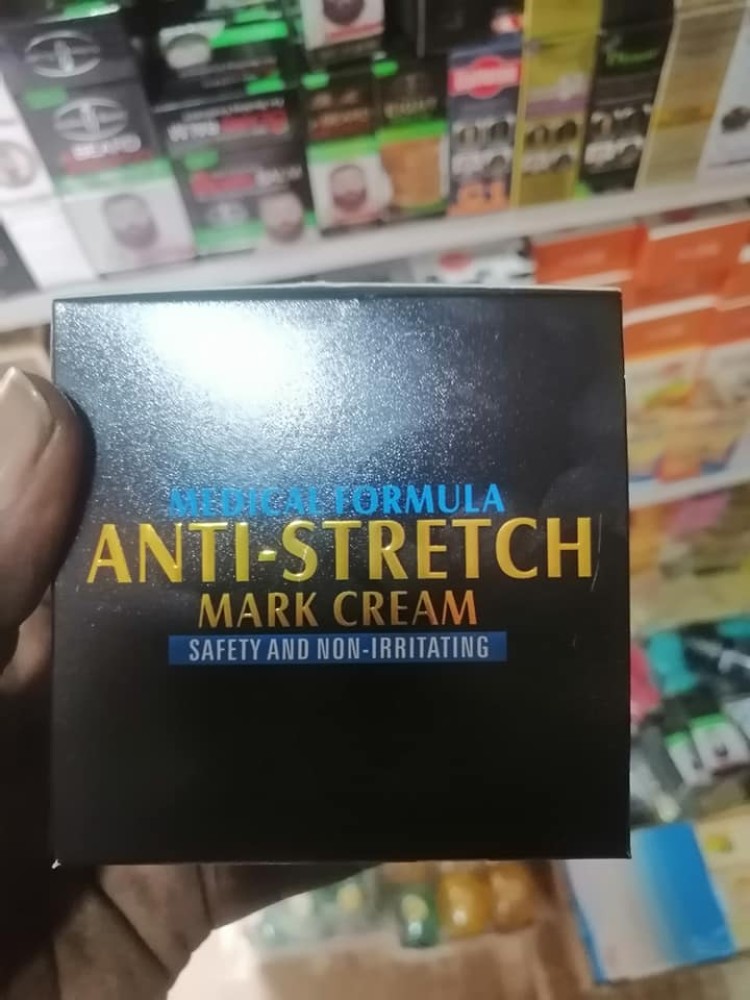 MEDICAL FORMULA
ANTI-STRETCH
MARK CREAM
SAFETY AND NON-IRRITATING